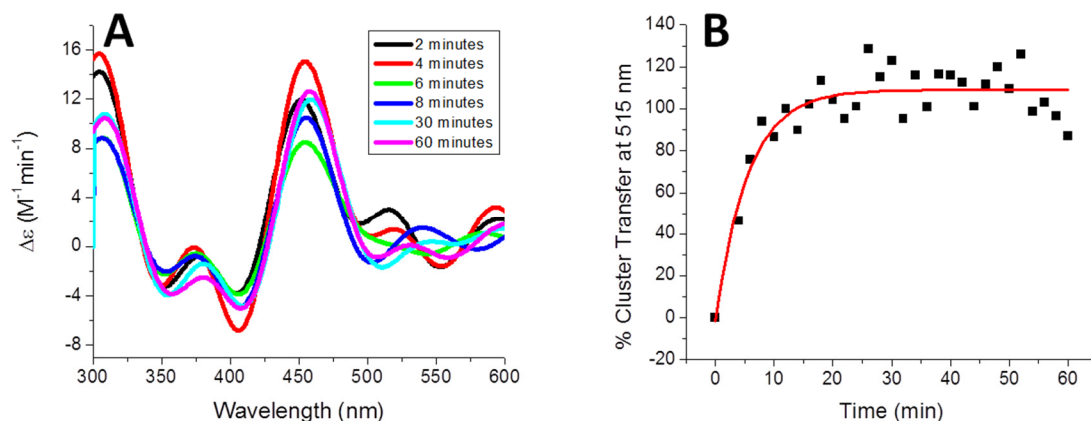 A
Δε (M⁻¹min⁻¹)
16
12
8
4
0
-4
-8
2 minutes
4 minutes
6 minutes
8 minutes
30 minutes
60 minutes
300
350
400
450
500
550
600
Wavelength (nm)
B
% Cluster Transfer at 515 nm
140
120
100
80
60
40
20
0
-20
0
10
20
30
40
50
60
Time (min)